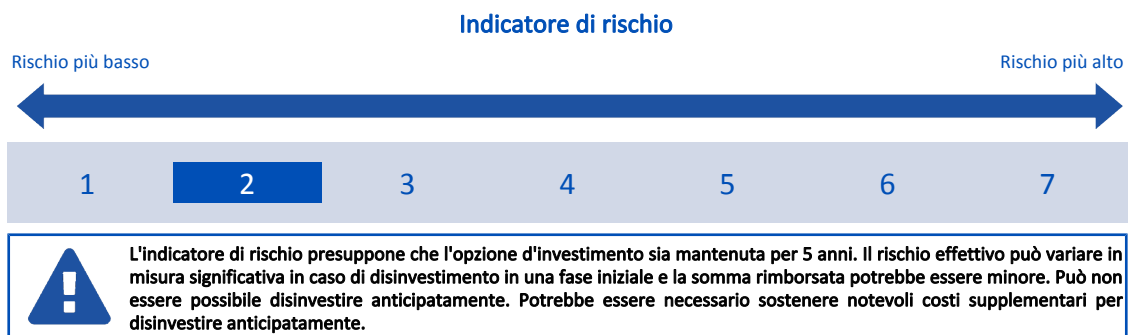 Indicatore di rischio
Rischio più basso
Rischio più alto
1 2 3 4 5 6 7
L'indicatore di rischio presuppone che l'opzione d'investimento sia mantenuta per 5 anni. Il rischio effettivo può variare in
misura significativa in caso di disinvestimento in una fase iniziale e la somma rimborsata potrebbe essere minore. Può non
essere possibile disinvestire anticipatamente. Potrebbe essere necessario sostenere notevoli costi supplementari per
disinvestire anticipatamente.